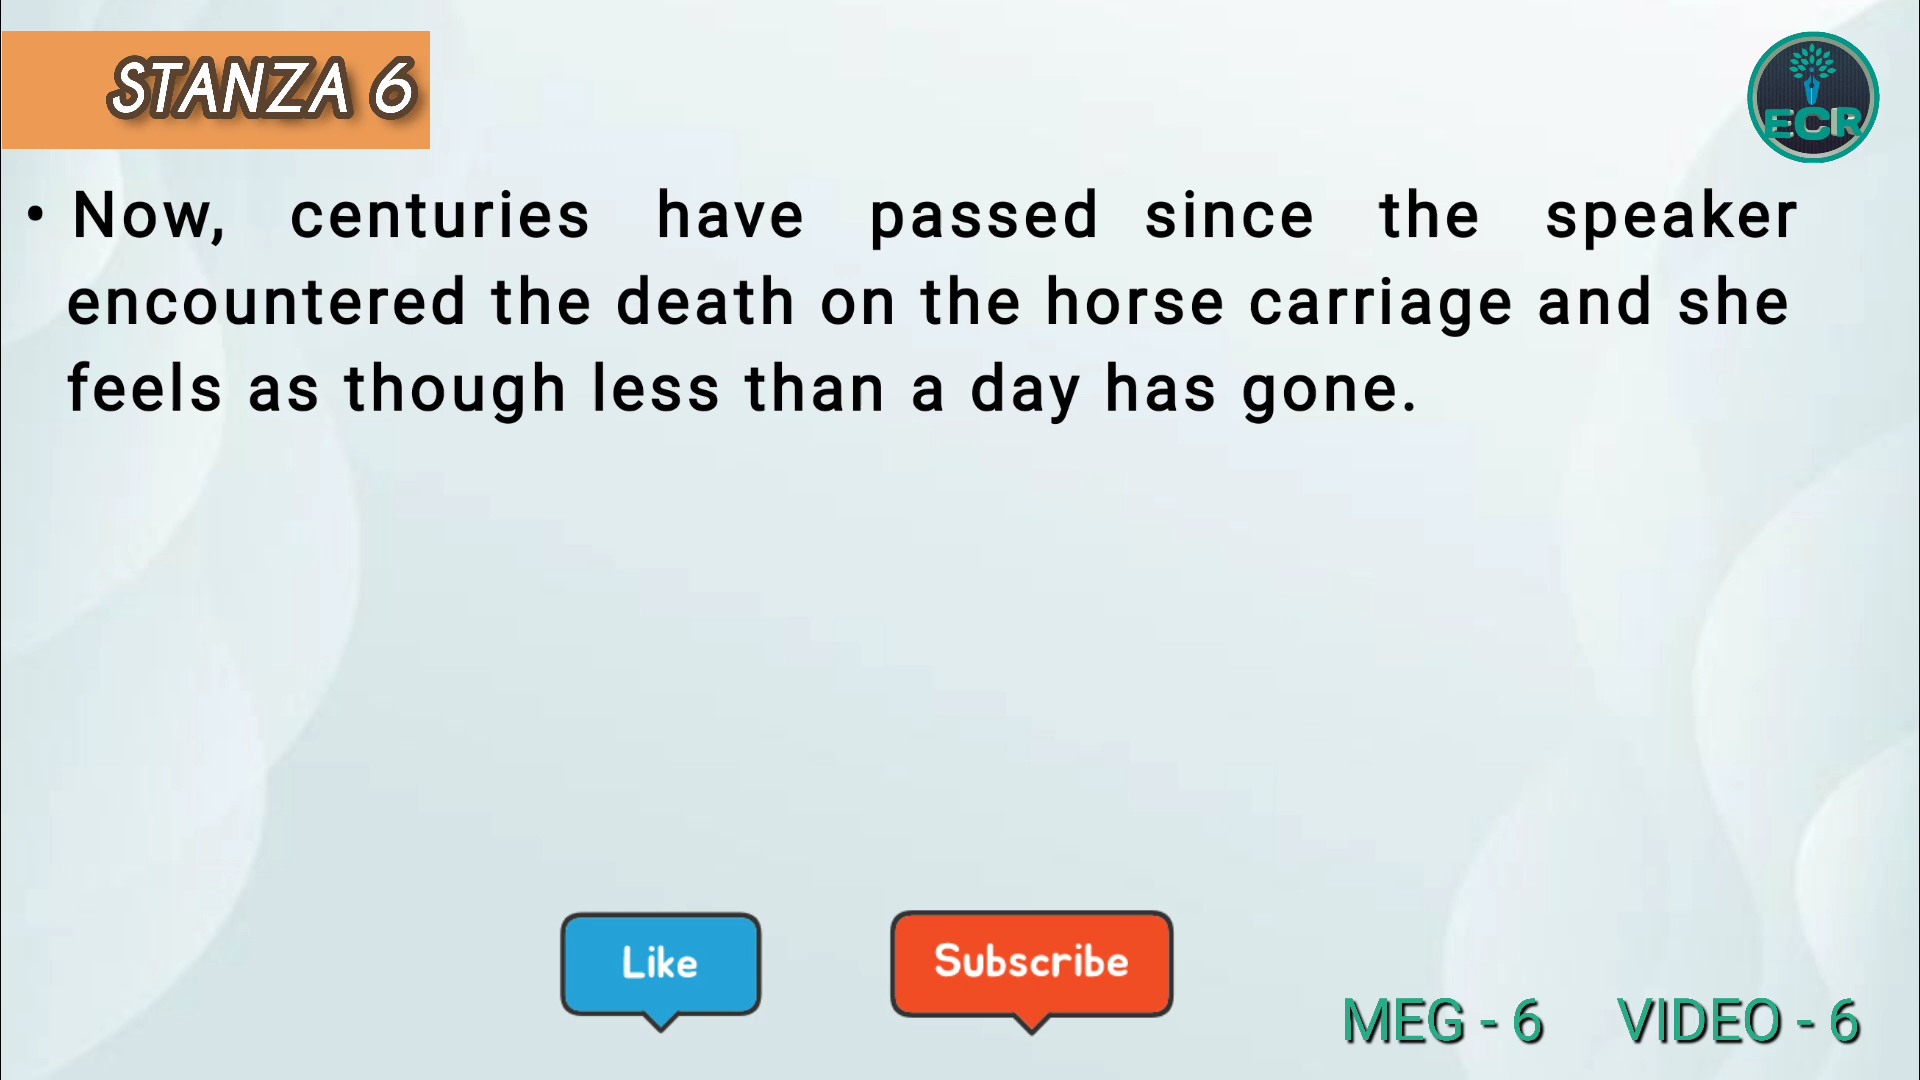 STANZA 6
ECR
• Now, centuries have passed since the speaker
encountered the death on the horse carriage and she
feels as though less than a day has gone.
Like
Subscribe
MEG - 6 VIDEO - 6